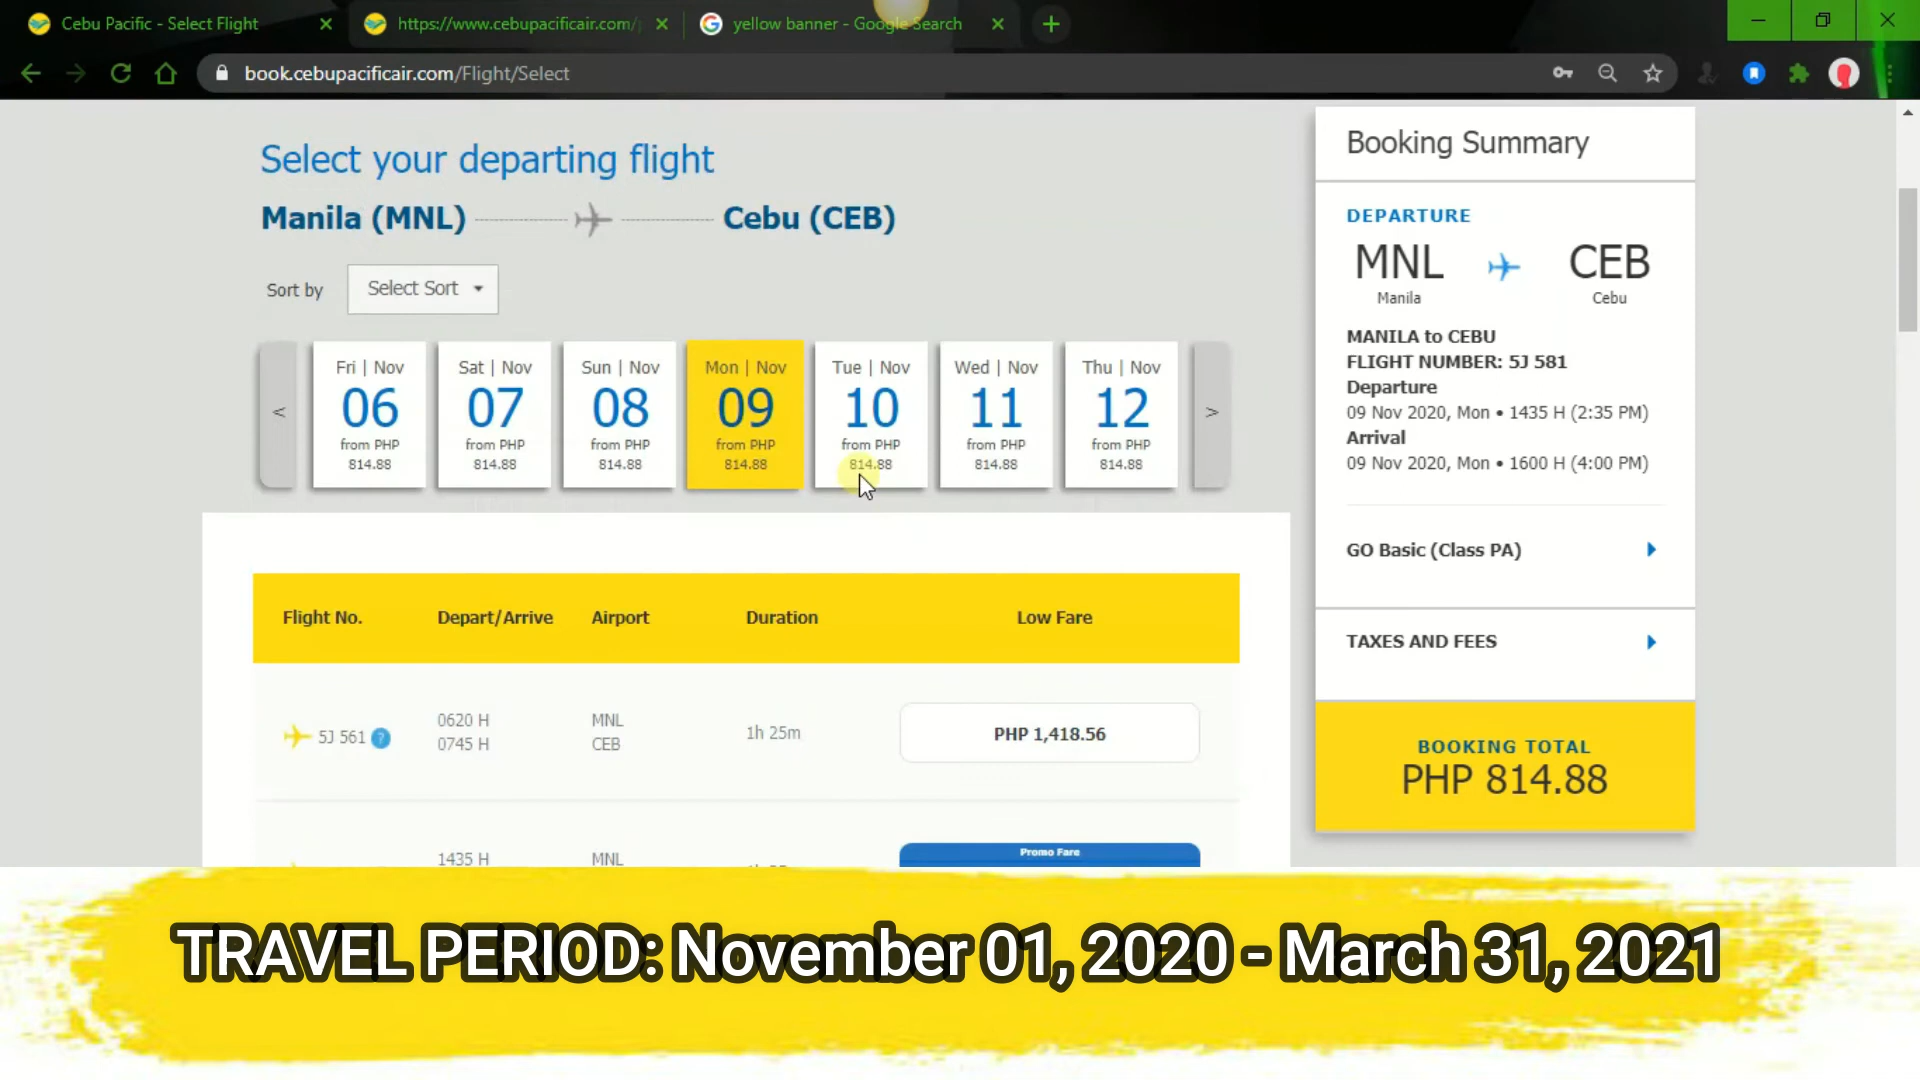 Cebu Pacific - Select Flight
https://www.cebupacificair.com/
yellow banner - Google Search
book.cebupacificair.com/Flight/Select
Select your departing flight
Manila (MNL)
Cebu (CEB)
Sort by
Select Sort
<
Fri | Nov
06
from PHP
814.88
Sat | Nov
07
from PHP
814.88
Sun | Nov
08
from PHP
814.88
Mon | Nov
09
from PHP
814.88
Tue | Nov
10
from PHP
814.88
Wed | Nov
11
from PHP
814.88
Thu | Nov
12
from PHP
814.88
>
Flight No.
Depart/Arrive
Airport
Duration
Low Fare
5J 561
?
0620 H
0745 H
MNL
CEB
1h 25m
PHP 1,418.56
1435 H
MNL
Promo Fare
Booking Summary
DEPARTURE
MNL
Manila
CEB
Cebu
MANILA to CEBU
FLIGHT NUMBER: 5J 581
Departure
09 Nov 2020, Mon • 1435 H (2:35 PM)
Arrival
09 Nov 2020, Mon • 1600 H (4:00 PM)
GO Basic (Class PA)
TAXES AND FEES
BOOKING TOTAL
PHP 814.88
TRAVEL PERIOD: November 01, 2020 - March 31, 2021